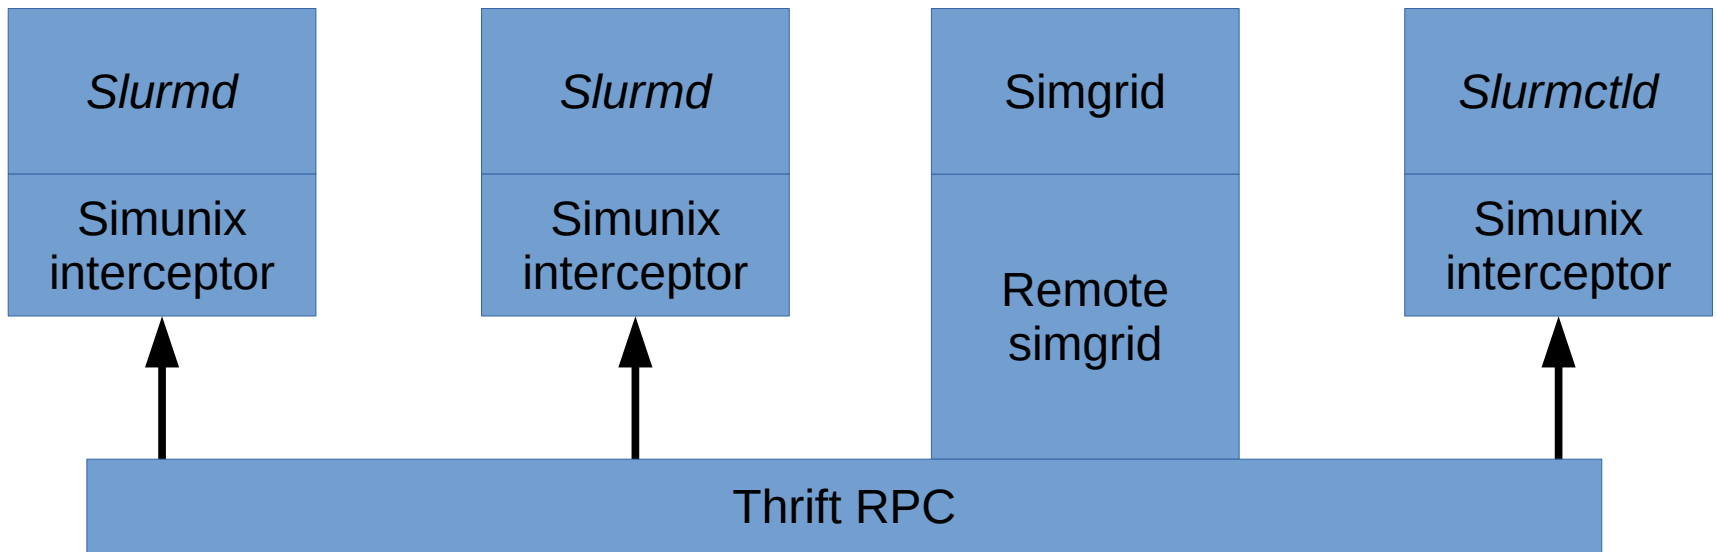 Slurmd
Simunix
interceptor
Slurmd
Simunix
interceptor
Simgrid
Remote
simgrid
Slurmctld
Simunix
interceptor
Thrift RPC